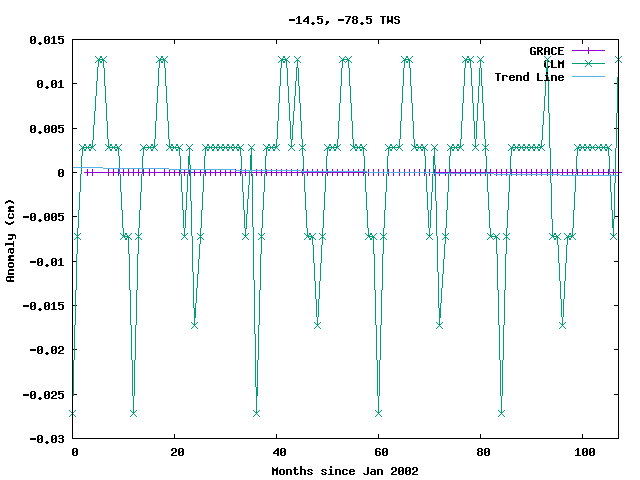 -14.5, -78.5 TWS
0.015
0.01
0.005
0
-0.005
-0.01
-0.015
-0.02
-0.025
-0.03
Anomaly (cm)
GRACE
CLM
Trend Line
0 20 40 60 80 100
Months since Jan 2002